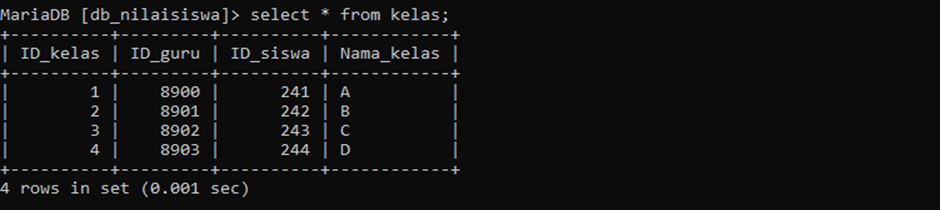 MariaDB [db_nilaisiswa]> select * from kelas;
+----------+---------+----------+------------+
| ID_kelas | ID_guru | ID_siswa | Nama_kelas |
+----------+---------+----------+------------+
|        1 |    8900 |      241 | A          |
|        2 |    8901 |      242 | B          |
|        3 |    8902 |      243 | C          |
|        4 |    8903 |      244 | D          |
+----------+---------+----------+------------+
4 rows in set (0.001 sec)